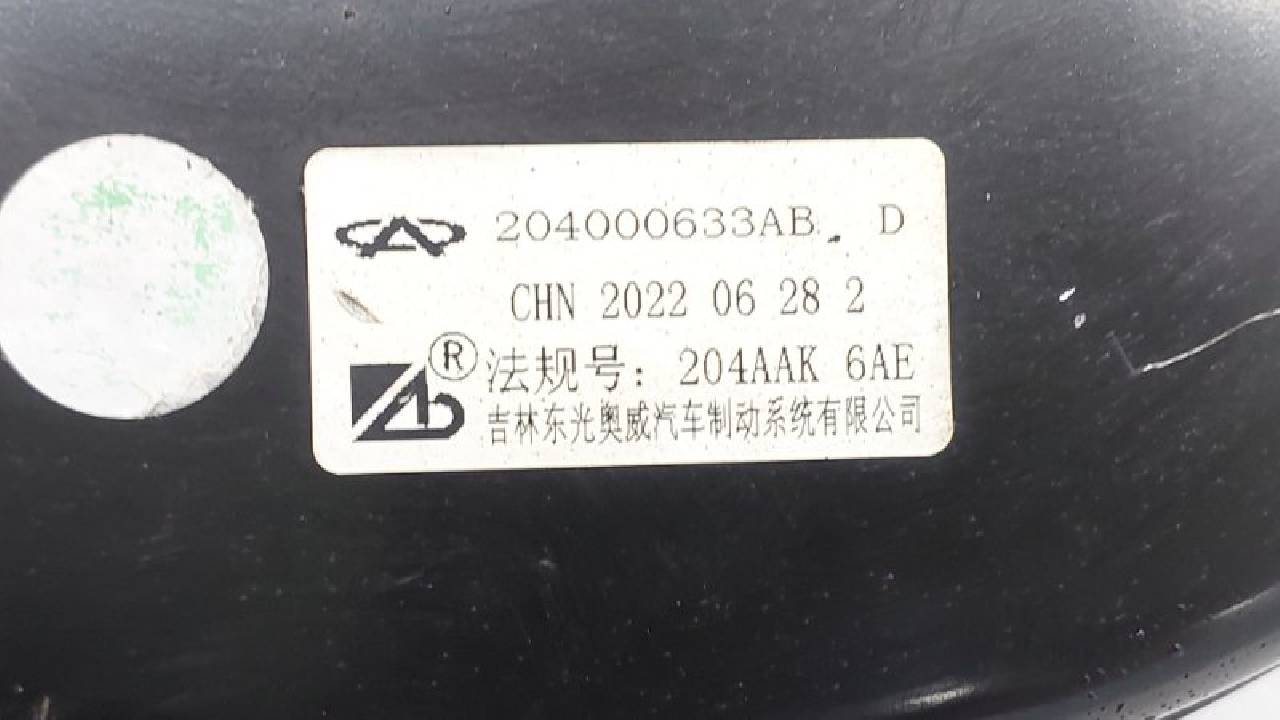 204000633AB D
CHN 2022 06 28 2
® 法规号: 204AAK 6AE
吉林东光奥威汽车制动系统有限公司